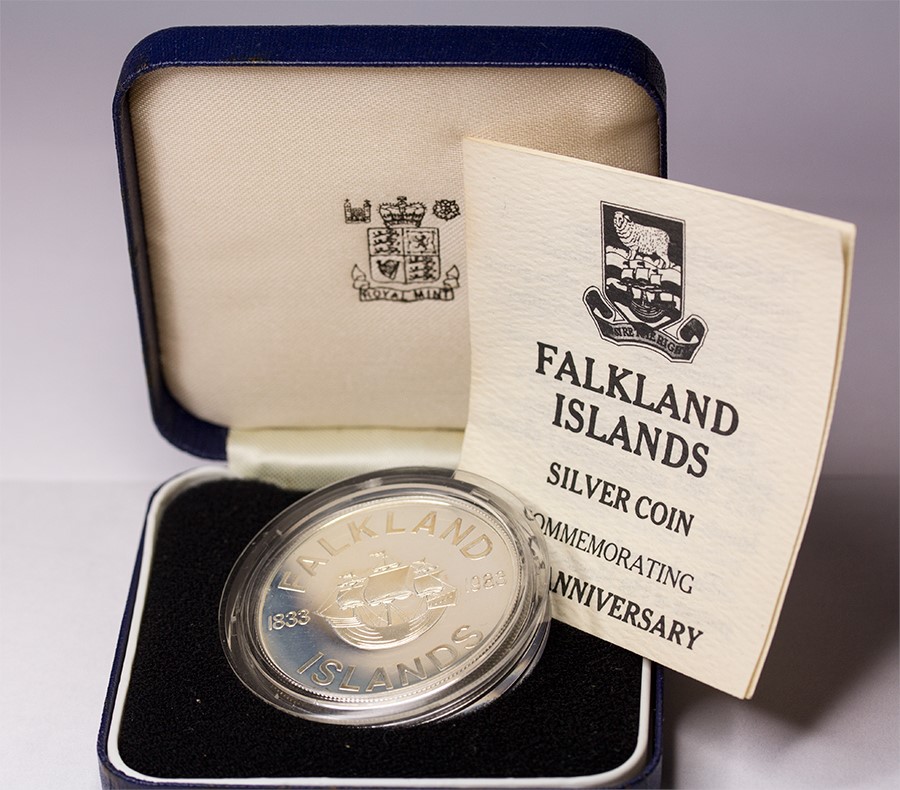 ROYAL MINT
FALKLAND
ISLANDS
SILVER COIN
COMMEMORATING
ANNIVERSARY
FALKLAND
1833 1983
ISLANDS